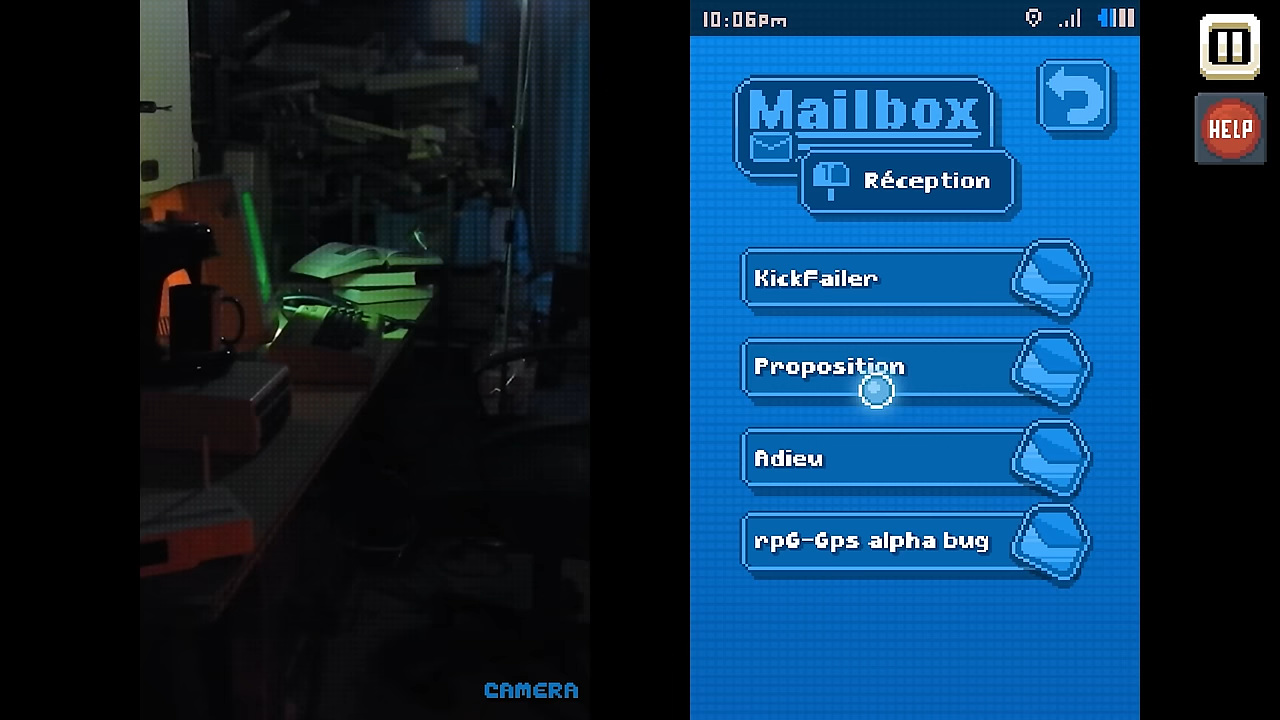 10:06pm
Mailbox
Réception
KickFailer
Proposition
Adieu
rpG-Gps alpha bug
HELP
CAMERA